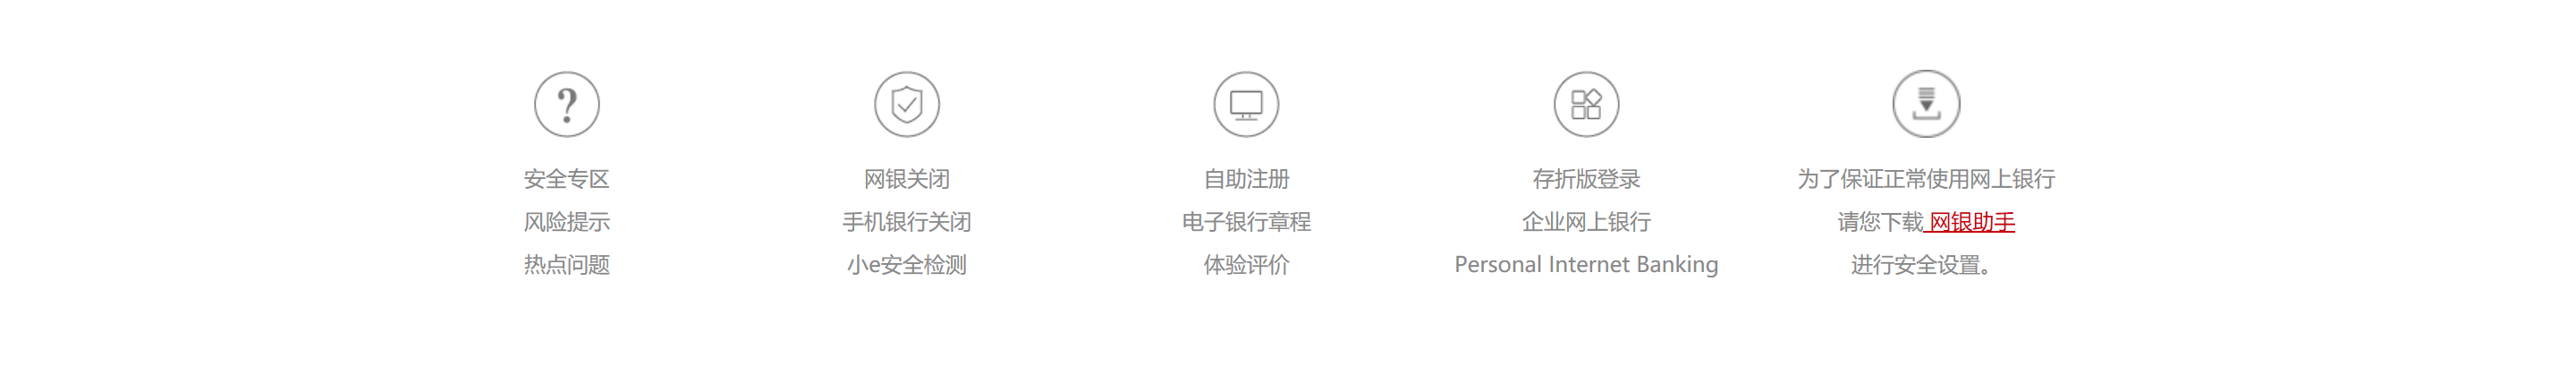 安全专区
风险提示
热点问题
网银关闭
手机银行关闭
小e安全检测
自助注册
电子银行章程
体验评价
存折版登录
企业网上银行
Personal Internet Banking
为了保证正常使用网上银行
请您下载 网银助手
进行安全设置。